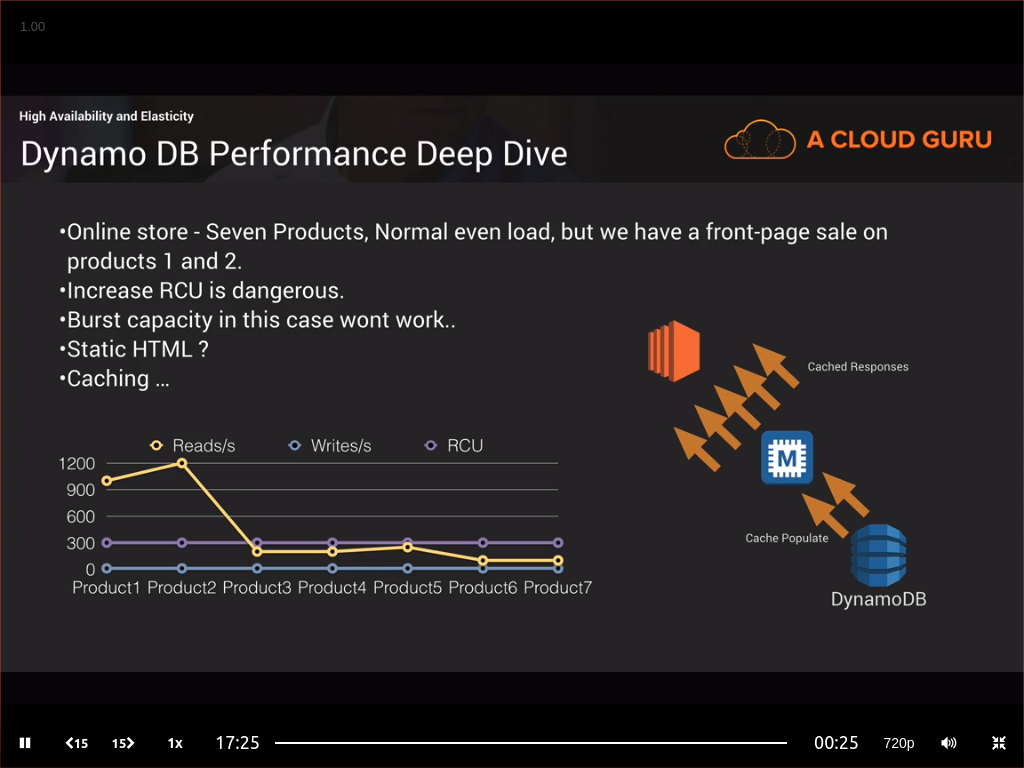 1.00
High Availability and Elasticity
Dynamo DB Performance Deep Dive
A CLOUD GURU
•Online store - Seven Products, Normal even load, but we have a front-page sale on
products 1 and 2.
•Increase RCU is dangerous.
•Burst capacity in this case wont work..
•Static HTML ?
•Caching ...
Cached Responses
M
Cache Populate
DynamoDB
Reads/s Writes/s RCU
1200
900
600
300
0
Product1 Product2 Product3 Product4 Product5 Product6 Product7
15 15 1x 17:25 00:25 720p